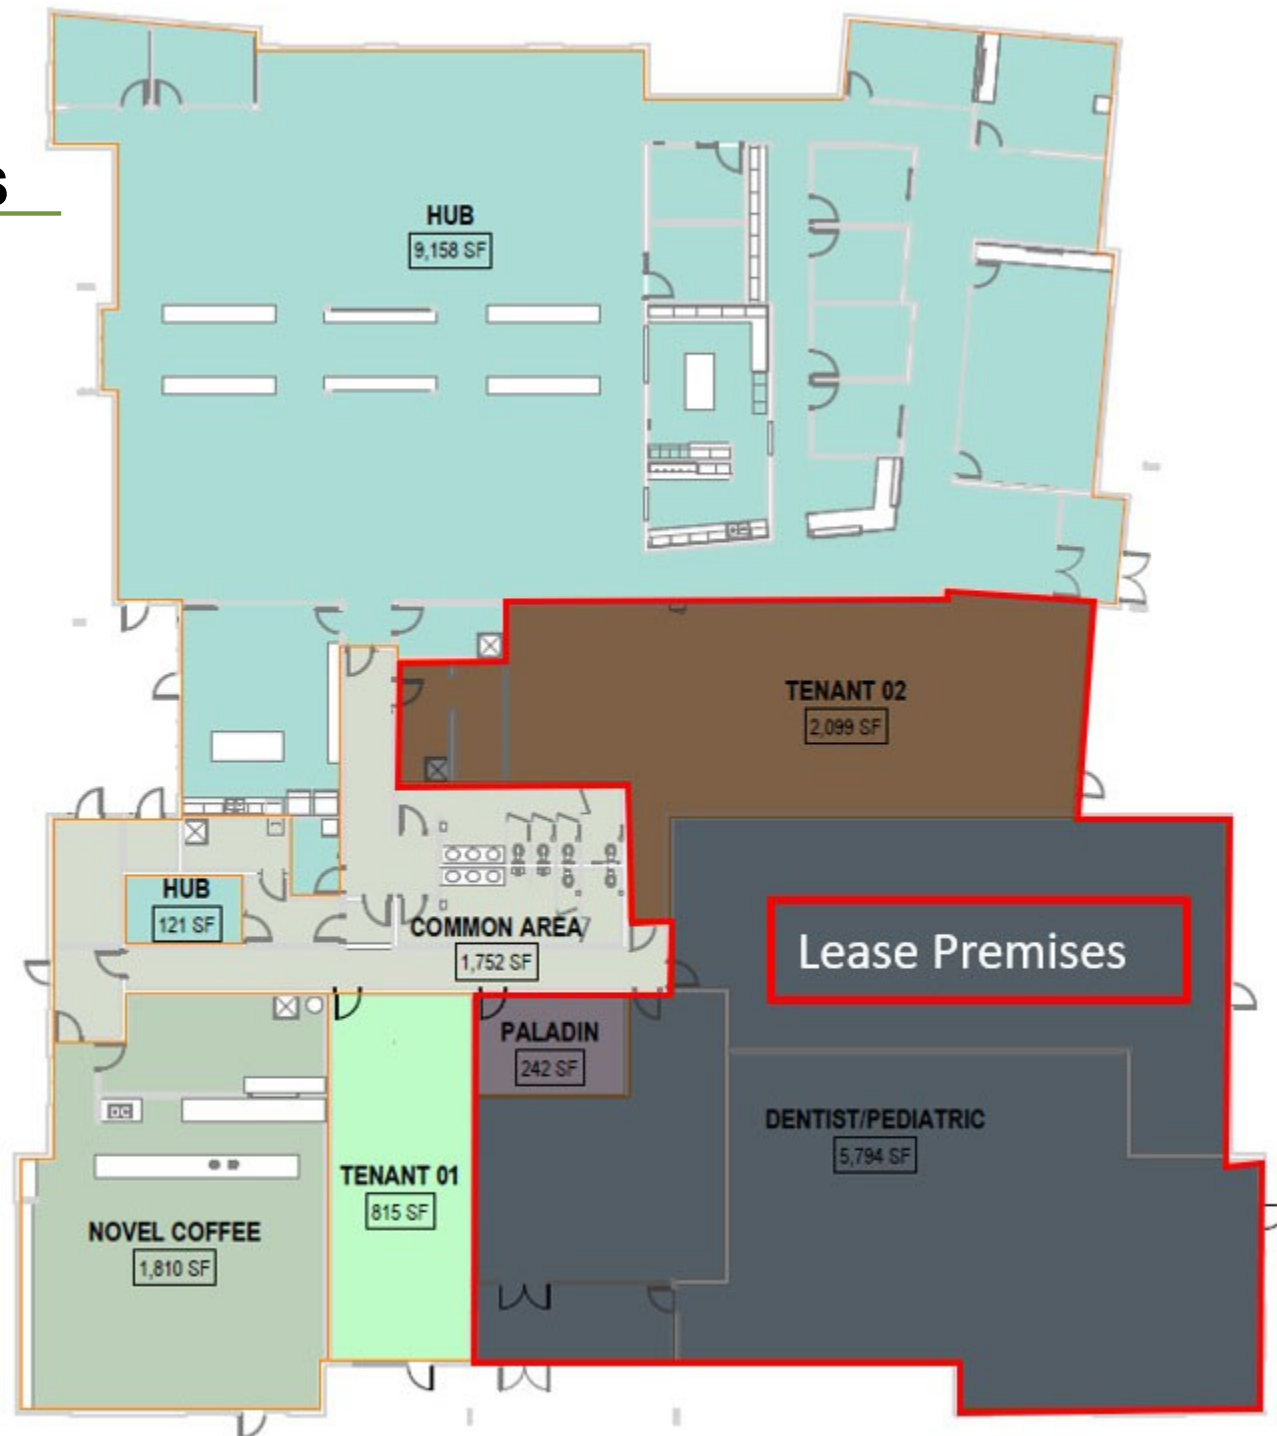 s
HUB
9,158 SF
TENANT 02
2,099 SF
HUB
121 SF
COMMON AREA
1,752 SF
Lease Premises
PALADIN
242 SF
DENTIST/PEDIATRIC
5,794 SF
TENANT 01
815 SF
NOVEL COFFEE
1,810 SF